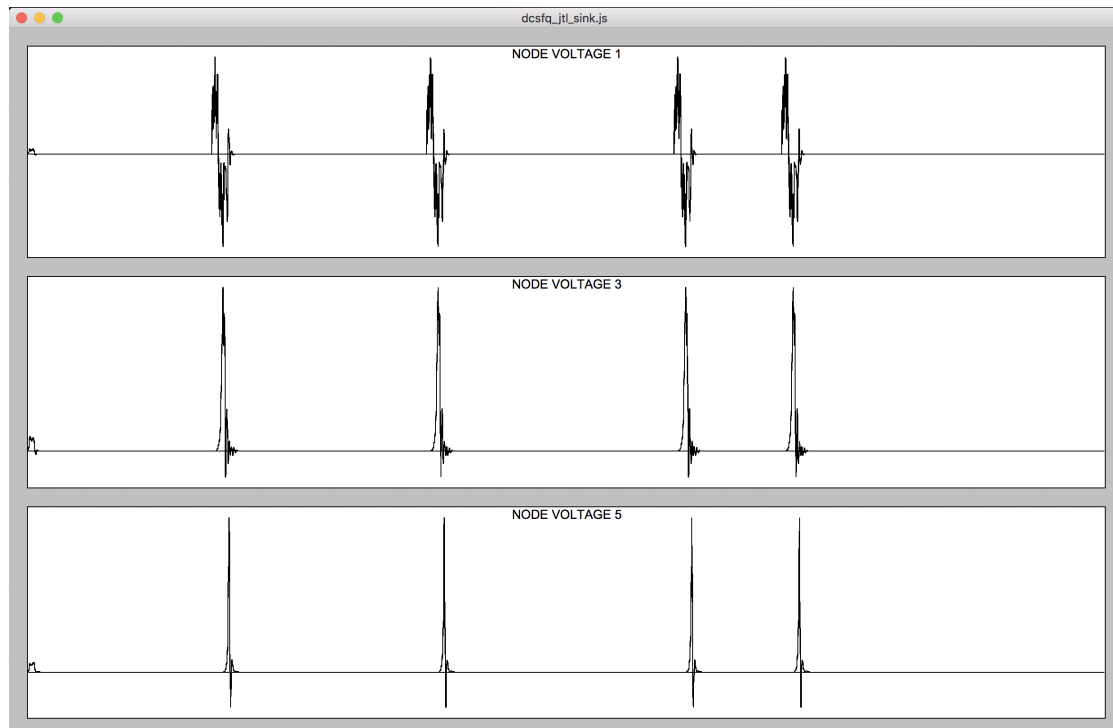 dcsfq_jtl_sink.js
NODE VOLTAGE 1
NODE VOLTAGE 3
NODE VOLTAGE 5